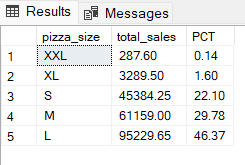 Results Messages
pizza_size total_sales PCT
1 XXL 287.60 0.14
2 XL 3289.50 1.60
3 S 45384.25 22.10
4 M 61159.00 29.78
5 L 95229.65 46.37